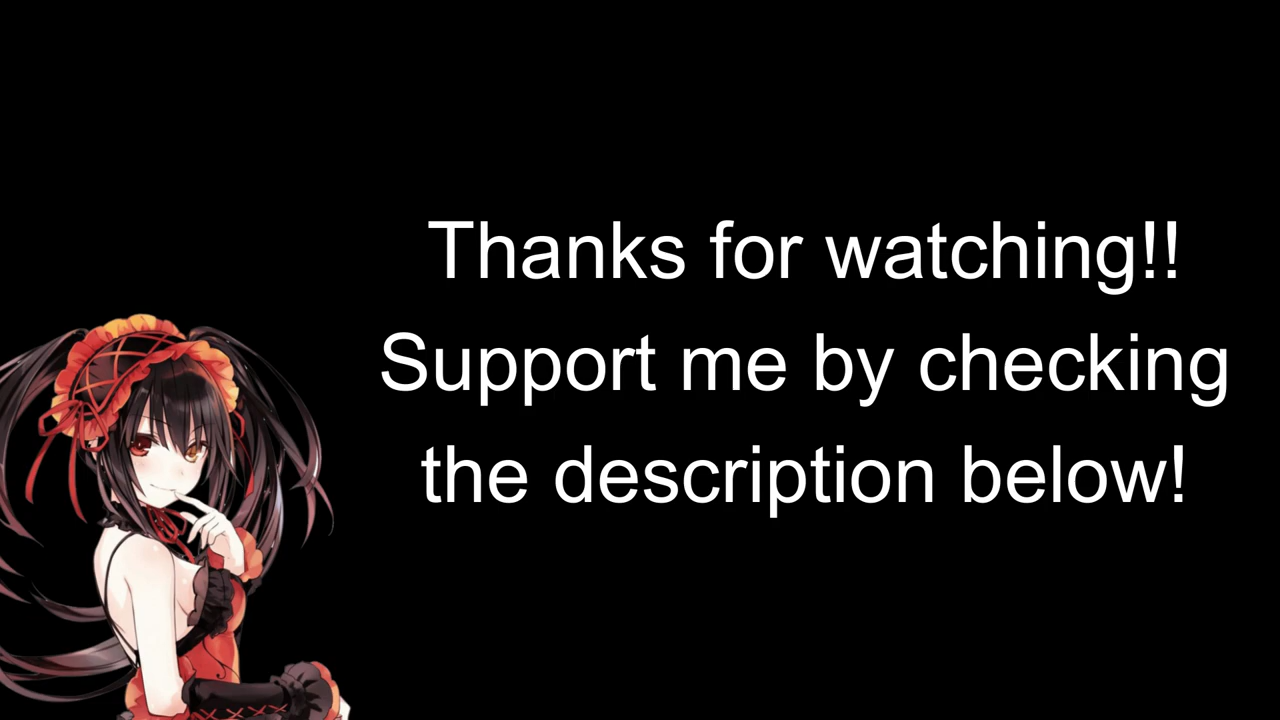 Thanks for watching!!
Support me by checking
the description below!